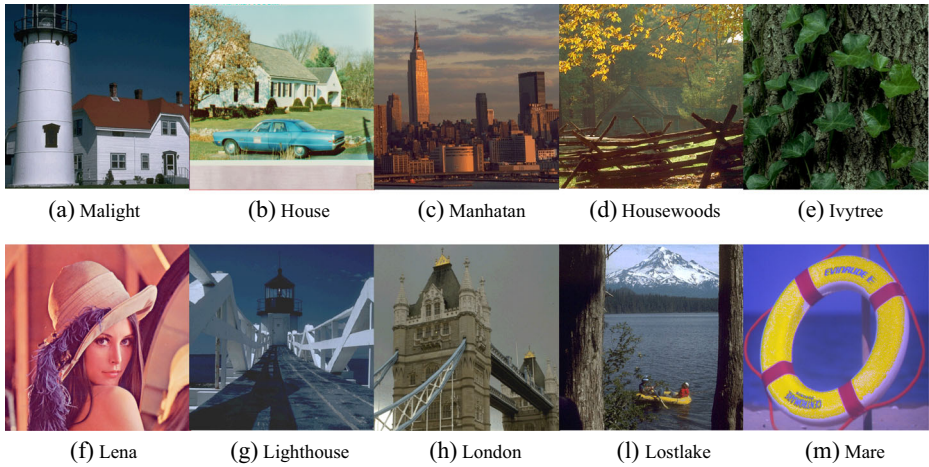 (a) Malight
(b) House
(c) Manhatan
(d) Housewoods
(e) Ivytree
EVINRUDE
(f) Lena
(g) Lighthouse
(h) London
(l) Lostlake
(m) Mare